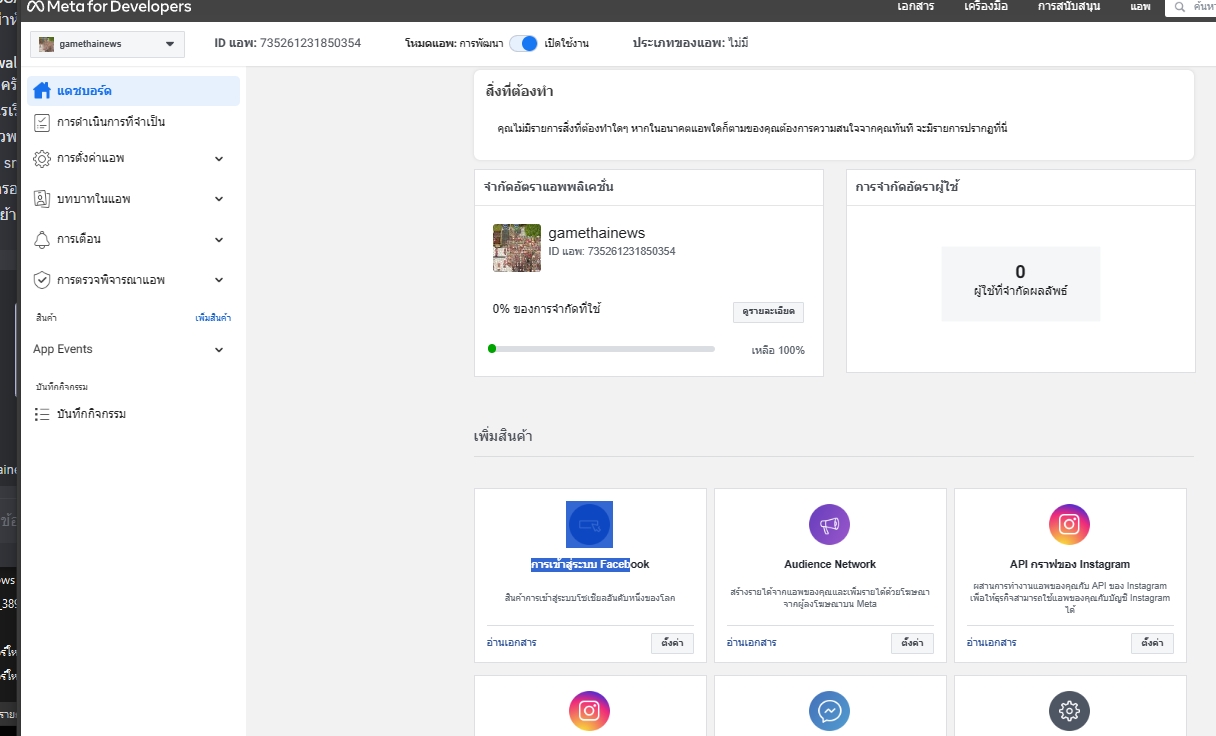 Meta for Developers
เอกสาร
เครื่องมือ
การสนับสนุน
แอพ
gamethainews
ID แอพ: 735261231850354
โหมดแอพ: การพัฒนา
เปิดใช้งาน
ประเภทของแอพ: ไม่มี
แดชบอร์ด
การดำเนินการที่จำเป็น
การตั้งค่าแอพ
บทบาทในแอพ
การเตือน
การตรวจพิจารณาแอพ
สินค้า
เพิ่มสินค้า
App Events
บันทึกกิจกรรม
บันทึกกิจกรรม
สิ่งที่ต้องทำ
คุณไม่มีรายการสิ่งที่ต้องทำใดๆ หากในอนาคตแอพใดก็ตามของคุณต้องการความสนใจจากคุณทันที จะมีรายการปรากฏที่นี่
จำกัดอัตราแอพพลิเคชั่น
gamethainews
ID แอพ: 735261231850354
0% ของการจำกัดที่ใช้
ดูรายละเอียด
เหลือ 100%
การจำกัดอัตราผู้ใช้
0
ผู้ใช้ที่จำกัดผลลัพธ์
เพิ่มสินค้า
การเข้าสู่ระบบ Facebook
สินค้าการเข้าสู่ระบบโซเชียลอันดับหนึ่งของโลก
อ่านเอกสาร
ตั้งค่า
Audience Network
สร้างรายได้จากแอพของคุณและเพิ่มรายได้ด้วยโฆษณา
จากผู้ลงโฆษณาบน Meta
อ่านเอกสาร
ตั้งค่า
API กราฟของ Instagram
ผสานการทำงานแอพของคุณกับ API ของ Instagram
เพื่อให้ธุรกิจสามารถใช้แอพของคุณกับบัญชี Instagram
ได้
อ่านเอกสาร
ตั้งค่า